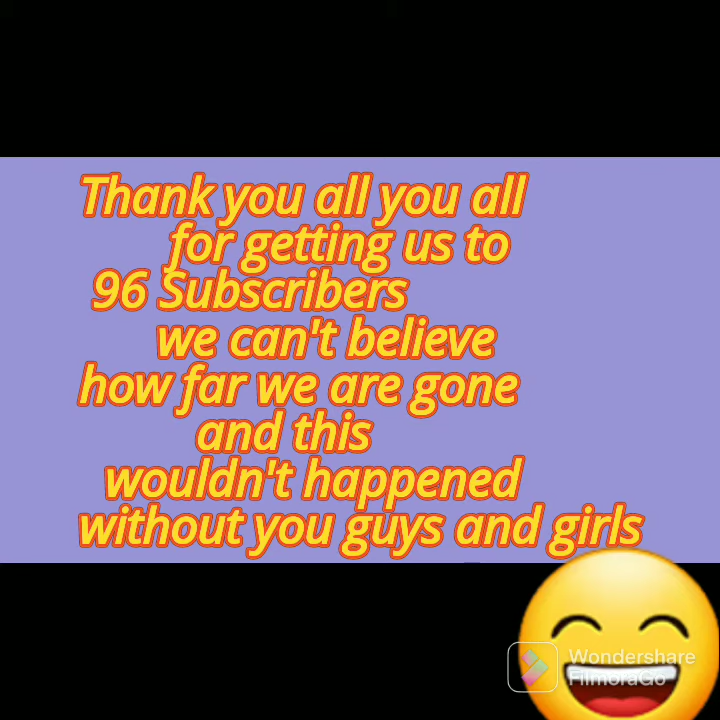 Thank you all you all
for getting us to
96 Subscribers
we can't believe
how far we are gone
and this
wouldn't happened
without you guys and girls
Wondershare
FilmoraGo